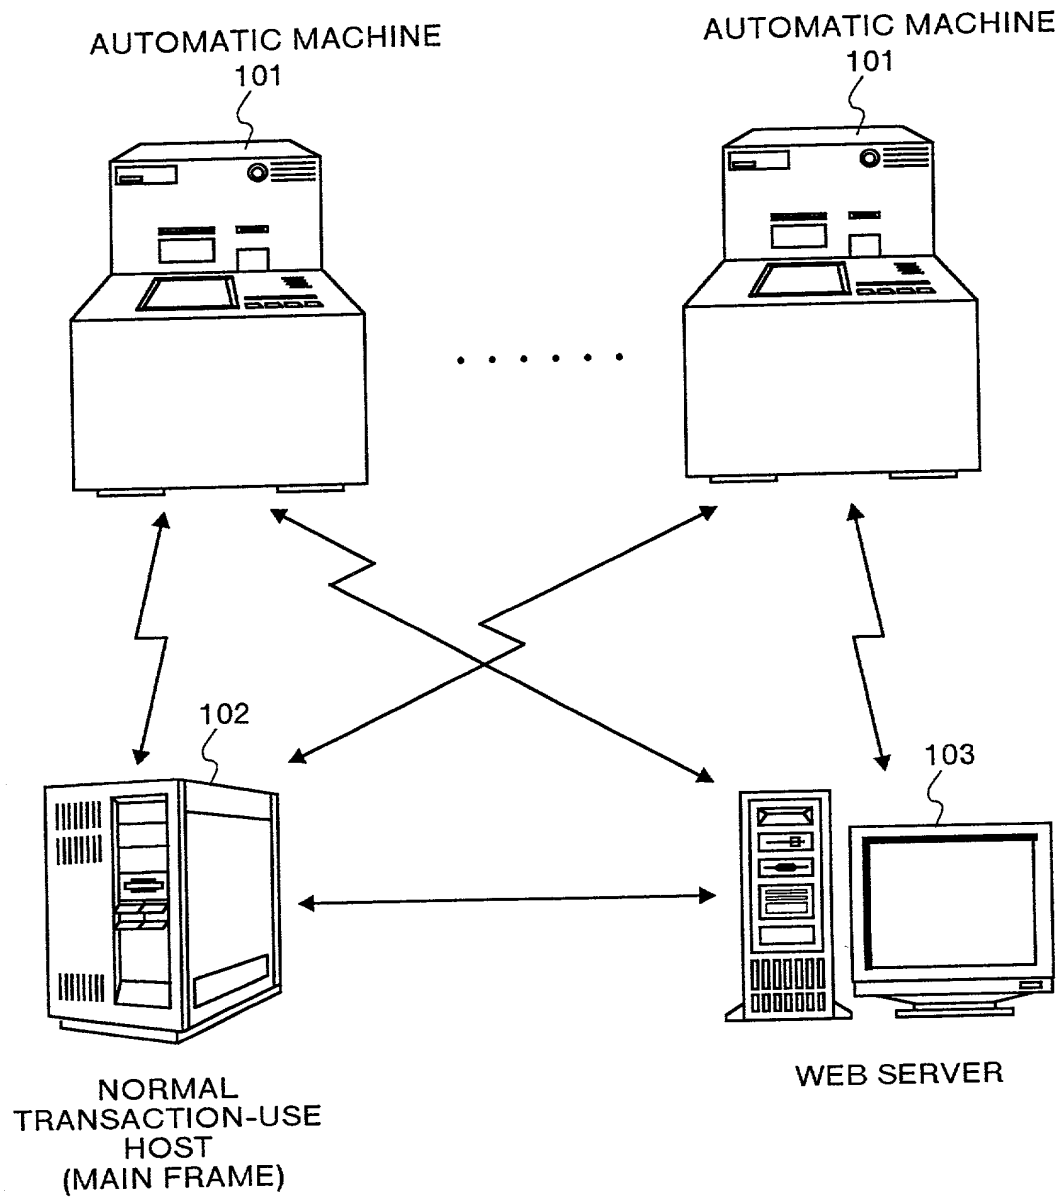 AUTOMATIC MACHINE
101
AUTOMATIC MACHINE
101
102
103
NORMAL
TRANSACTION-USE
HOST
(MAIN FRAME)
WEB SERVER